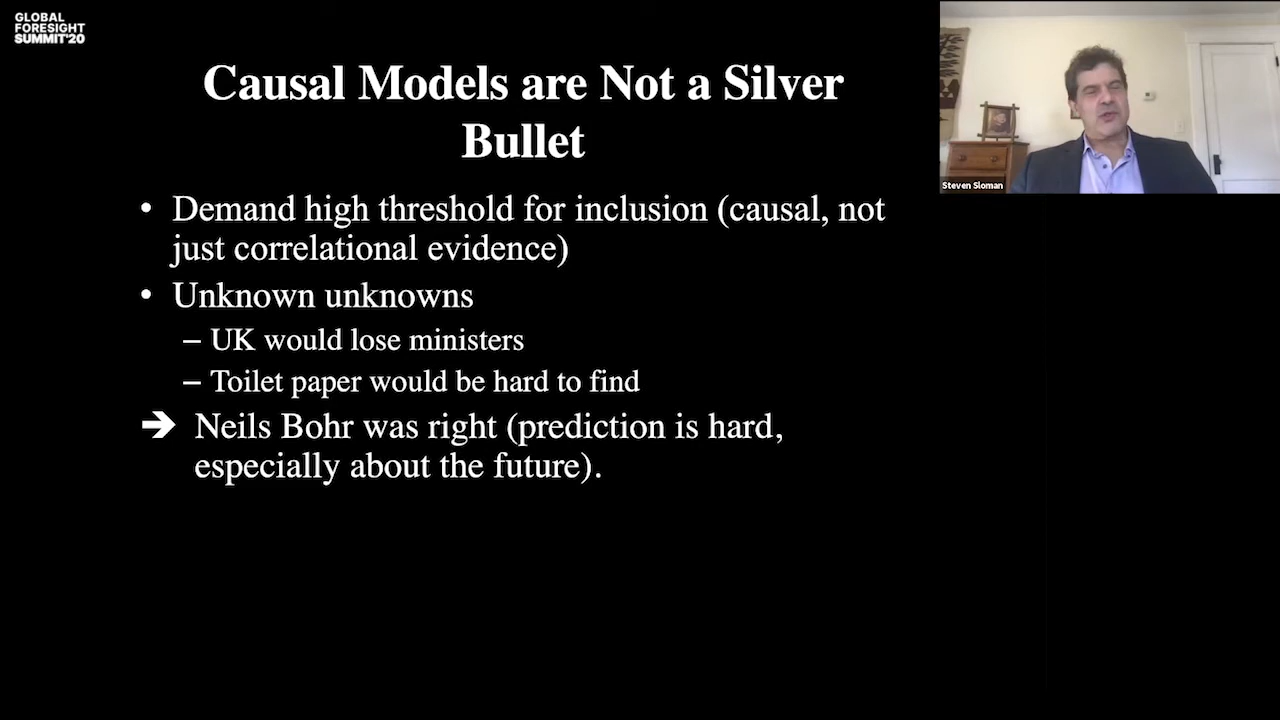 GLOBAL
FORESIGHT
SUMMIT'20
Causal Models are Not a Silver
Bullet
• Demand high threshold for inclusion (causal, not
just correlational evidence)
• Unknown unknowns
– UK would lose ministers
– Toilet paper would be hard to find
➔ Neils Bohr was right (prediction is hard,
especially about the future).
Steven Sloman